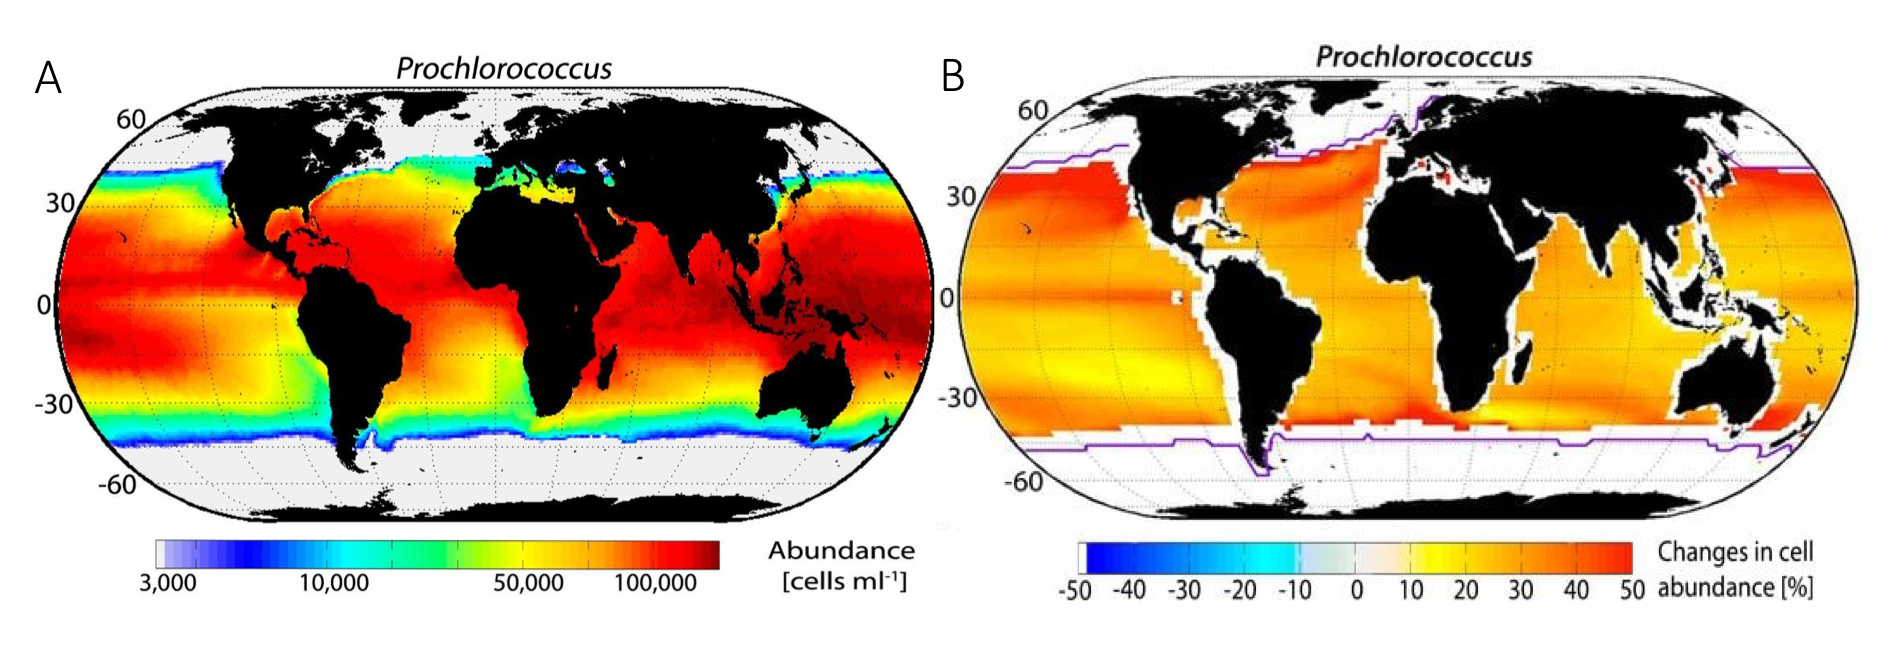 A
Prochlorococcus
60
30
0
-30
-60
3,000 10,000 50,000 100,000
Abundance
[cells ml⁻¹]
B
Prochlorococcus
60
30
0
-30
-60
-50 -40 -30 -20 -10 0 10 20 30 40 50
Changes in cell
abundance [%]